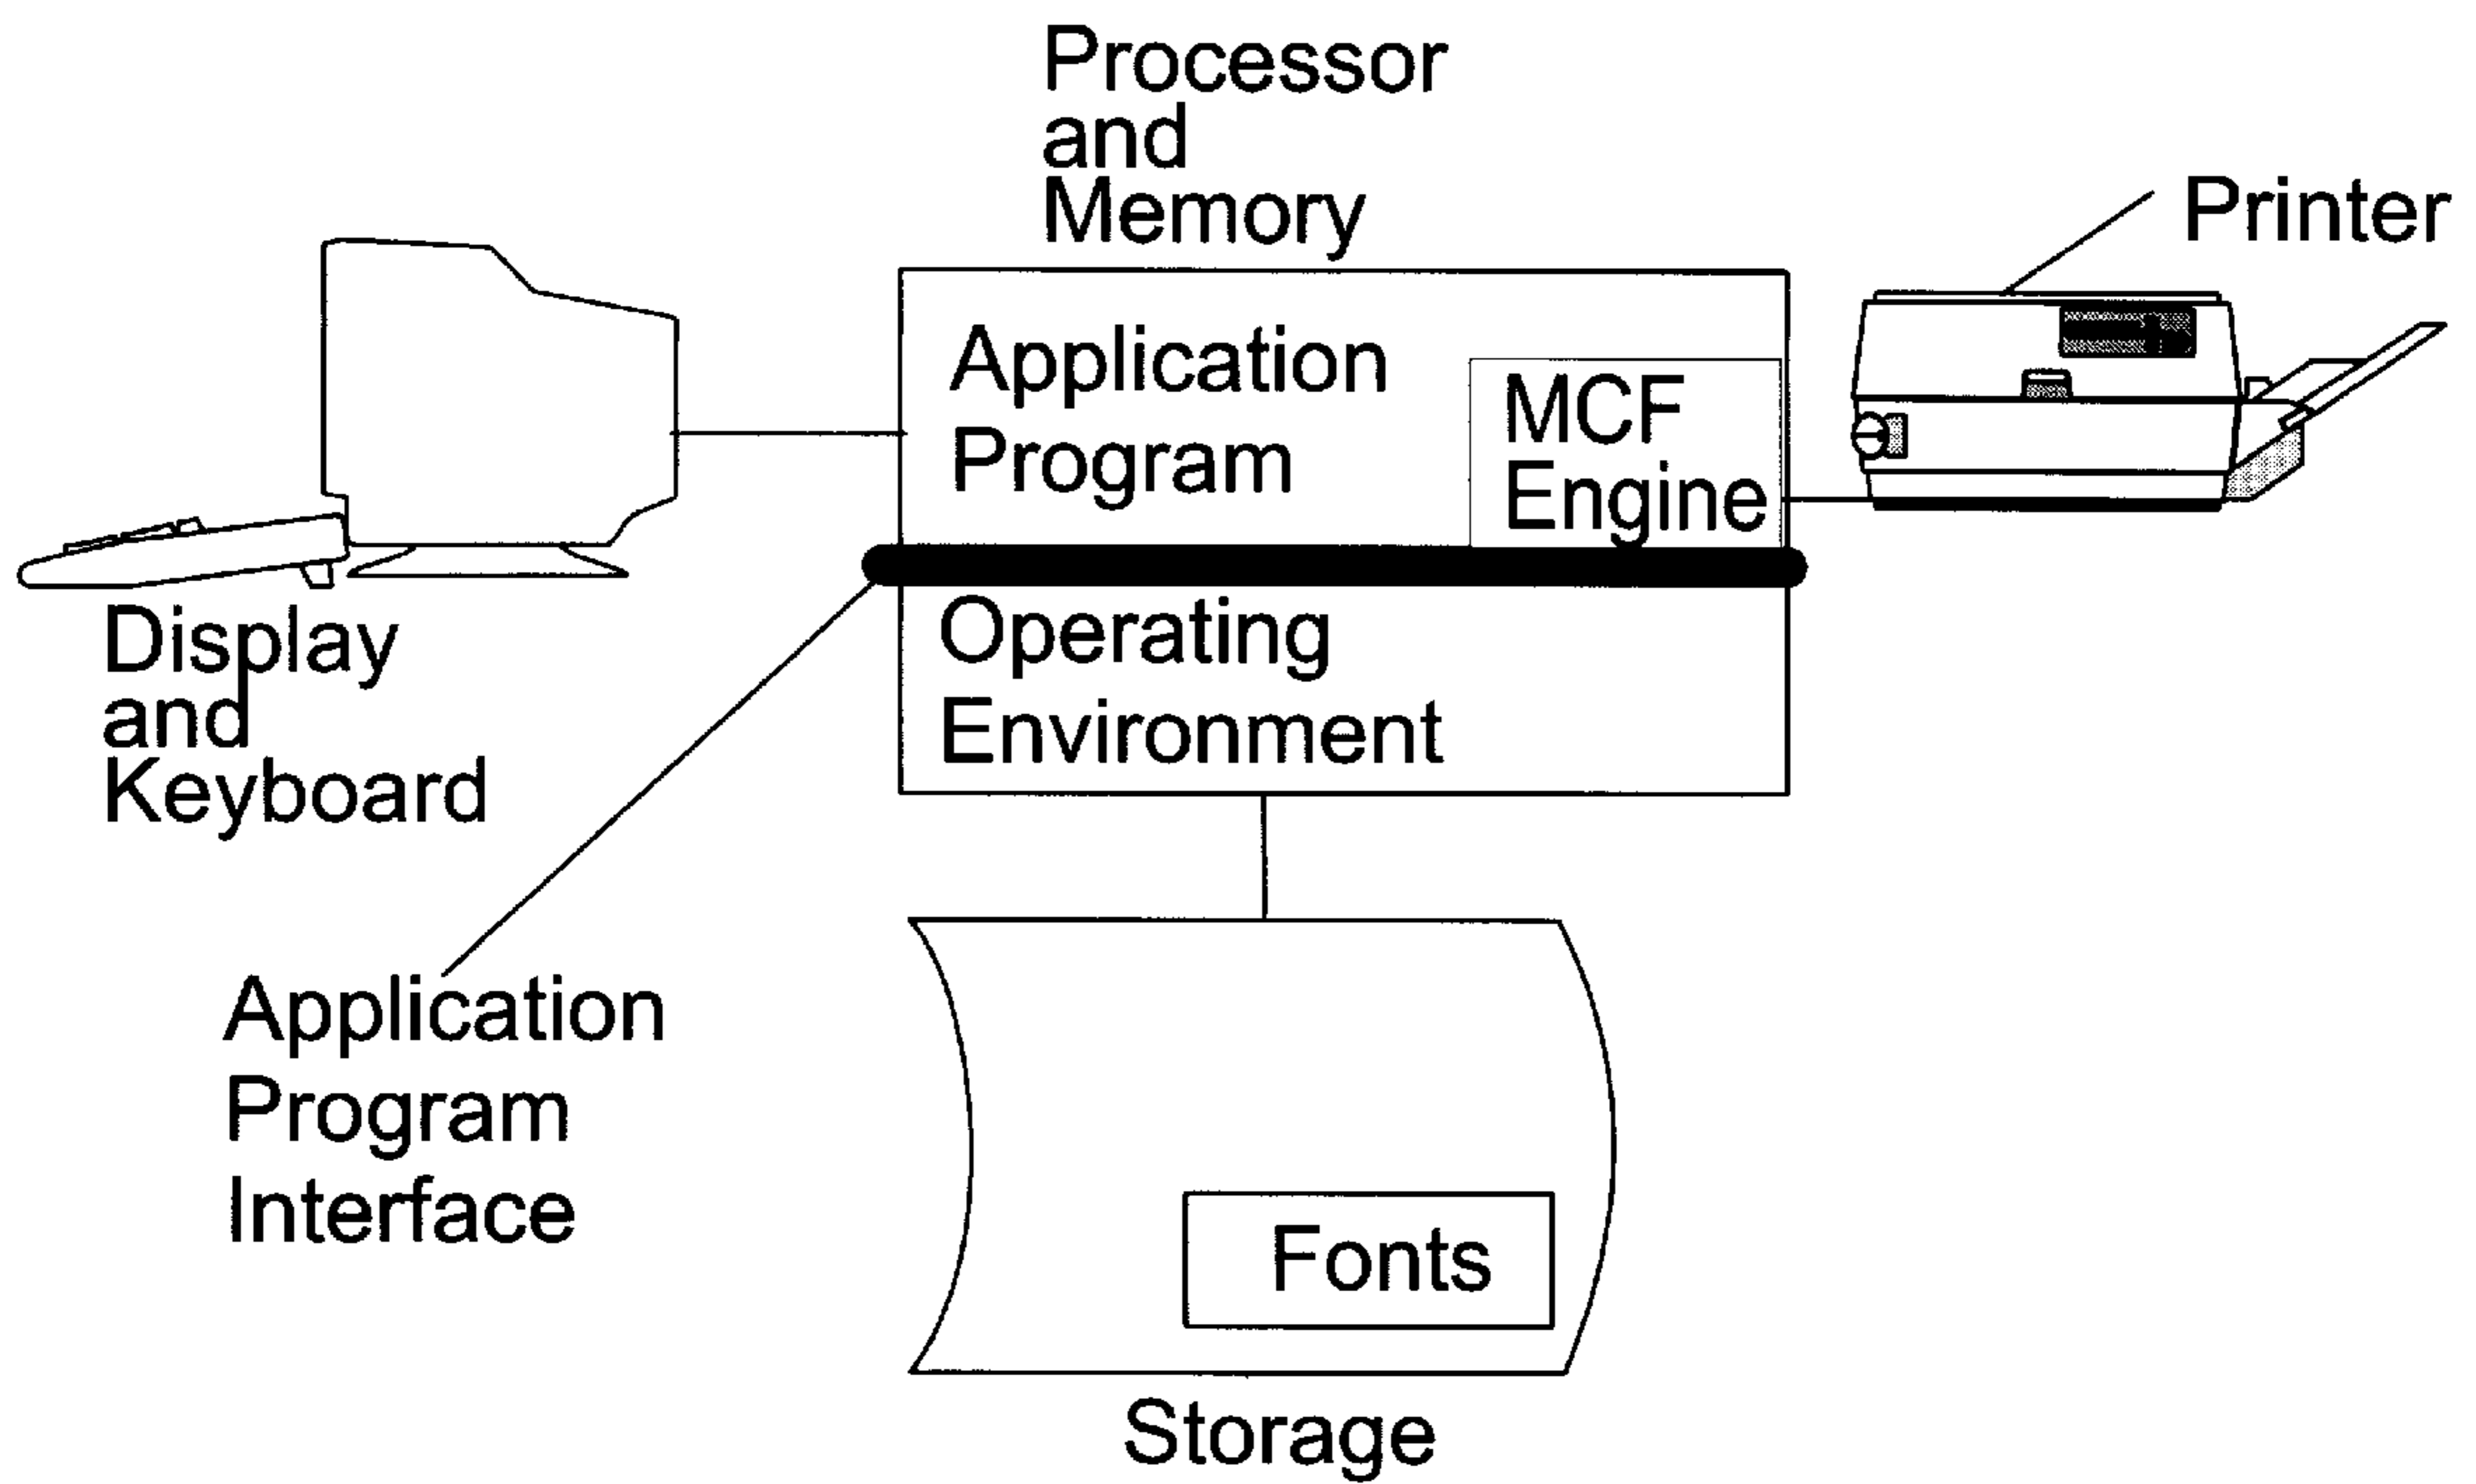 Processor
and
Memory
Printer
Application
Program
MCF
Engine
Operating
Environment
Display
and
Keyboard
Application
Program
Interface
Fonts
Storage